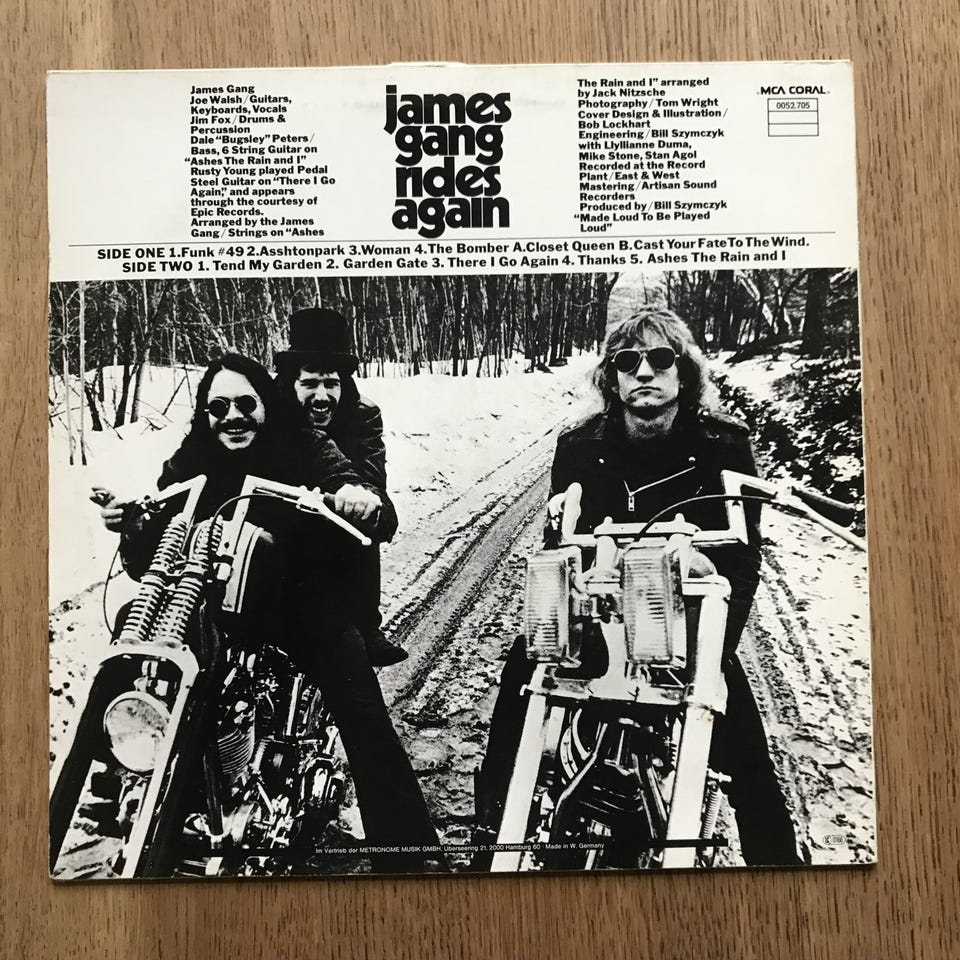 James Gang
Joe Walsh/Guitars,
Keyboards, Vocals
Jim Fox/Drums &
Percussion
Dale "Bugsley" Peters/
Bass, 6 String Guitar on
"Ashes The Rain and I"
Rusty Young played Pedal
Steel Guitar on "There I Go
Again," and appears
through the courtesy of
Epic Records.
Arranged by the James
Gang/Strings on "Ashes
james
gang
rides
again
The Rain and I" arranged
by Jack Nitzsche
Photography/Tom Wright
Cover Design & Illustration/
Bob Lockhart
Engineering/Bill Szymczyk
with Llyllianne Duma,
Mike Stone, Stan Agol
Recorded at the Record
Plant/East & West
Mastering/Artisan Sound
Recorders
Produced by/Bill Szymczyk
"Made Loud To Be Played
Loud"
MCA CORAL
0052.705
SIDE ONE 1.Funk #49 2.Asshtonpark 3.Woman 4.The Bomber A.Closet Queen B.Cast Your Fate To The Wind.
SIDE TWO 1. Tend My Garden 2. Garden Gate 3. There I Go Again 4. Thanks 5. Ashes The Rain and I
Im Vertrieb der METRONOME MUSIK GMBH, Überseering 21, 2000 Hamburg 60 · Made in W. Germany